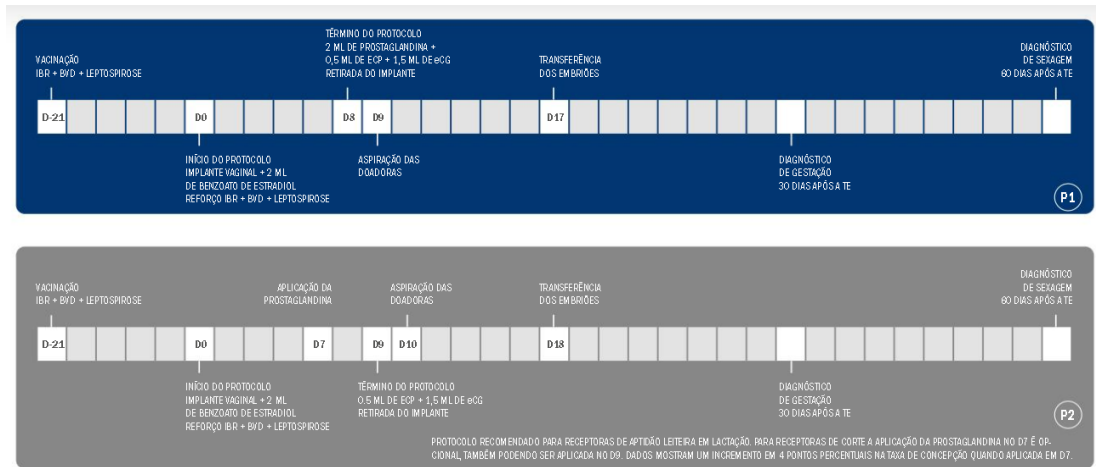 TÉRMINO DO PROTOCOLO
2 ML DE PROSTAGLANDINA +
0,5 ML DE ECP + 1,5 ML DE eCG
RETIRADA DO IMPLANTE
VACINAÇÃO
IBR + BVD + LEPTOSPIROSE
TRANSFERÊNCIA
DOS EMBRIÕES
DIAGNÓSTICO
DE SEXAGEM
60 DIAS APÓS A TE
D-21
D0
D8
D9
D17
INÍCIO DO PROTOCOLO
IMPLANTE VAGINAL + 2 ML
DE BENZOATO DE ESTRADIOL
REFORÇO IBR + BVD + LEPTOSPIROSE
ASPIRAÇÃO DAS
DOADORAS
DIAGNÓSTICO
DE GESTAÇÃO
30 DIAS APÓS A TE
P1
VACINAÇÃO
IBR + BVD + LEPTOSPIROSE
APLICAÇÃO DA
PROSTAGLANDINA
ASPIRAÇÃO DAS
DOADORAS
TRANSFERÊNCIA
DOS EMBRIÕES
DIAGNÓSTICO
DE SEXAGEM
60 DIAS APÓS A TE
D-21
D0
D7
D9
D10
D18
INÍCIO DO PROTOCOLO
IMPLANTE VAGINAL + 2 ML
DE BENZOATO DE ESTRADIOL
REFORÇO IBR + BVD + LEPTOSPIROSE
TÉRMINO DO PROTOCOLO
0.5 ML DE ECP + 1,5 ML DE eCG
RETIRADA DO IMPLANTE
DIAGNÓSTICO
DE GESTAÇÃO
30 DIAS APÓS A TE
P2
PROTOCOLO RECOMENDADO PARA RECEPTORAS DE APTIDÃO LEITEIRA EM LACTAÇÃO. PARA RECEPTORAS DE CORTE A APLICAÇÃO DA PROSTAGLANDINA NO D7 É OP-
CIONAL, TAMBÉM PODENDO SER APLICADA NO D9. DADOS MOSTRAM UM INCREMENTO EM 4 PONTOS PERCENTUAIS NA TAXA DE CONCEPÇÃO QUANDO APLICADA EM D7.